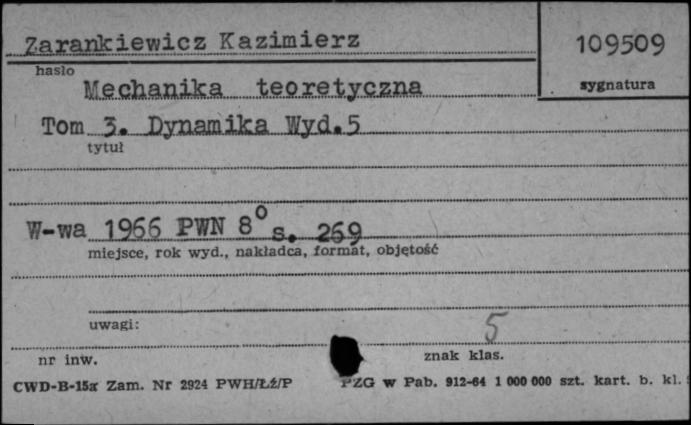 Zarankiewicz Kazimierz
109509
hasło
sygnatura
Mechanika teoretyczna
Tom 3. Dynamika Wyd.5
tytuł
W-wa 1966 PWN 8° s. 269
miejsce, rok wyd., nakładca, format, objętość
uwagi:
5
nr inw.
znak klas.
CWD-B-15a Zam. Nr 2924 PWH/Łź/P PZG w Pab. 912-64 1 000 000 szt. kart. b. kl.